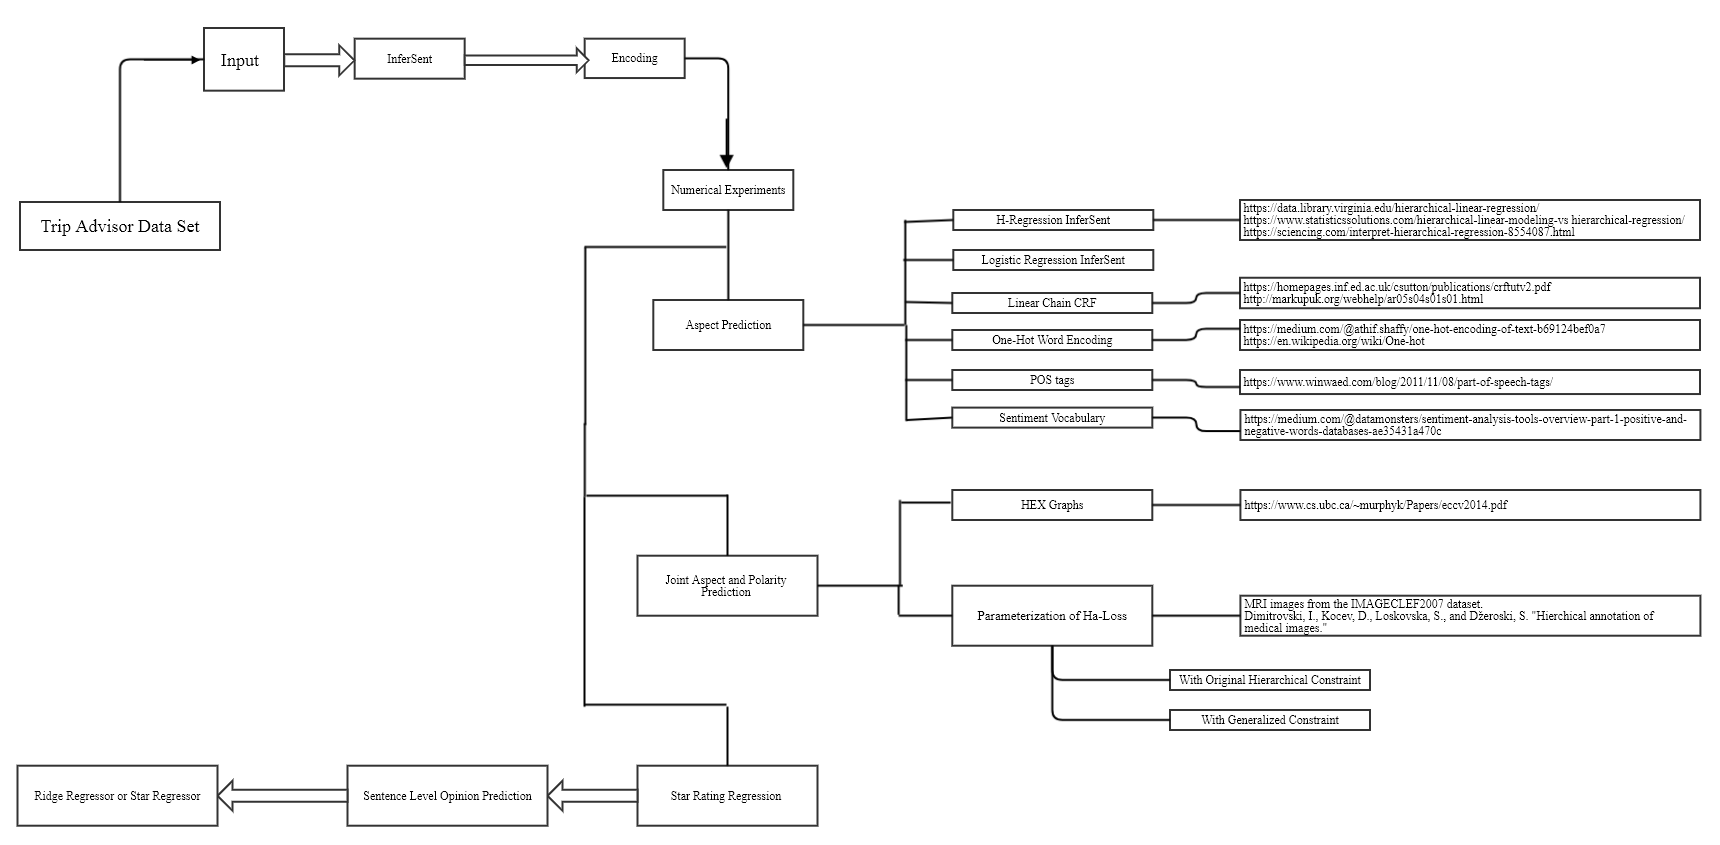 Input
InferSent
Encoding
Trip Advisor Data Set
Numerical Experiments
Aspect Prediction
H-Regression InferSent
https://data.library.virginia.edu/hierarchical-linear-regression/
https://www.statisticssolutions.com/hierarchical-linear-modeling-vs hierarchical-regression/
https://sciencing.com/interpret-hierarchical-regression-8554087.html
Logistic Regression InferSent
Linear Chain CRF
https://homepages.inf.ed.ac.uk/csutton/publications/crftutv2.pdf
http://markupuk.org/webhelp/ar05s04s01s01.html
One-Hot Word Encoding
https://medium.com/@athif.shaffy/one-hot-encoding-of-text-b69124bef0a7
https://en.wikipedia.org/wiki/One-hot
POS tags
https://www.winwaed.com/blog/2011/11/08/part-of-speech-tags/
Sentiment Vocabulary
https://medium.com/@datamonsters/sentiment-analysis-tools-overview-part-1-positive-and-
negative-words-databases-ae35431a470c
Joint Aspect and Polarity
Prediction
HEX Graphs
https://www.cs.ubc.ca/~murphyk/Papers/eccv2014.pdf
Parameterization of Ha-Loss
MRI images from the IMAGECLEF2007 dataset.
Dimitrovski, I., Kocev, D., Loskovska, S., and Džeroski, S. "Hierchical annotation of
medical images."
With Original Hierarchical Constraint
With Generalized Constraint
Star Rating Regression
Sentence Level Opinion Prediction
Ridge Regressor or Star Regressor